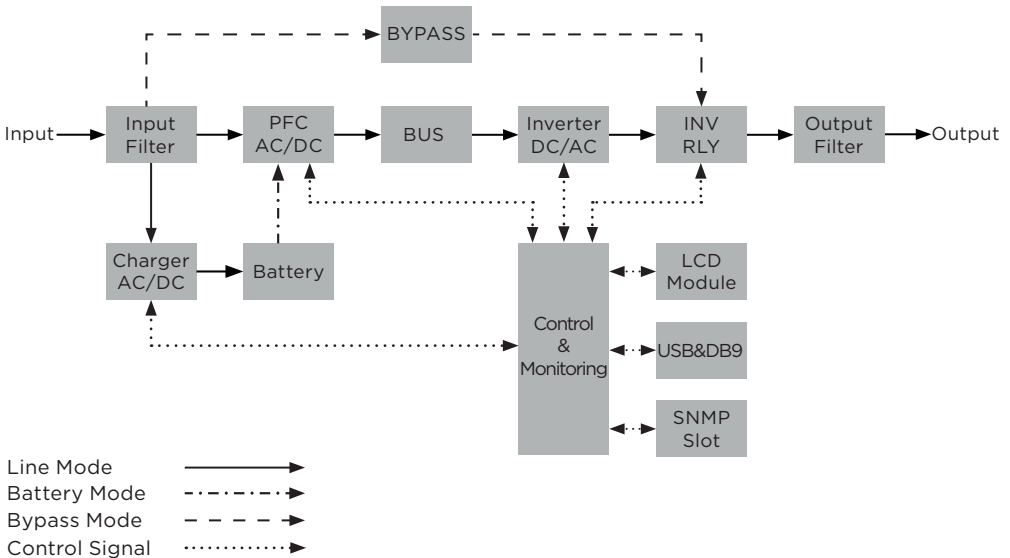 BYPASS
Input
Input
Filter
PFC
AC/DC
BUS
Inverter
DC/AC
INV
RLY
Output
Filter
Output
Charger
AC/DC
Battery
Control
&
Monitoring
LCD
Module
USB&DB9
SNMP
Slot
Line Mode
Battery Mode
Bypass Mode
Control Signal